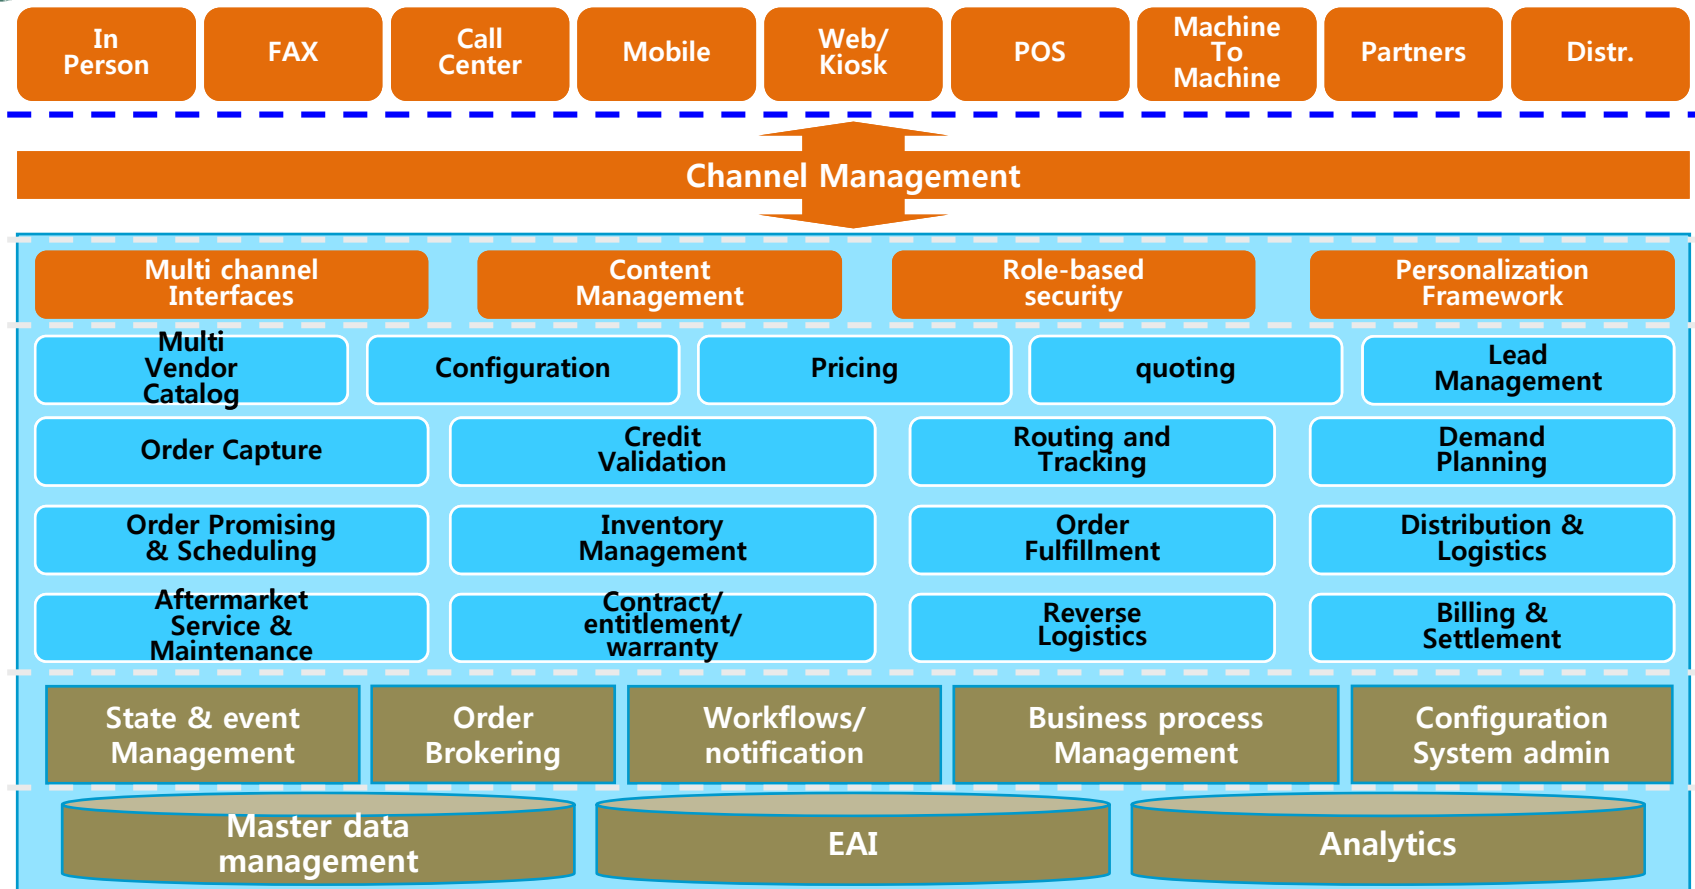 In
Person
FAX
Call
Center
Mobile
Web/
Kiosk
POS
Machine
To
Machine
Partners
Distr.
Channel Management
Multi channel
Interfaces
Content
Management
Role-based
security
Personalization
Framework
Multi
Vendor
Catalog
Configuration
Pricing
quoting
Lead
Management
Order Capture
Credit
Validation
Routing and
Tracking
Demand
Planning
Order Promising
& Scheduling
Inventory
Management
Order
Fulfillment
Distribution &
Logistics
Aftermarket
Service &
Maintenance
Contract/
entitlement/
warranty
Reverse
Logistics
Billing &
Settlement
State & event
Management
Order
Brokering
Workflows/
notification
Business process
Management
Configuration
System admin
Master data
management
EAI
Analytics